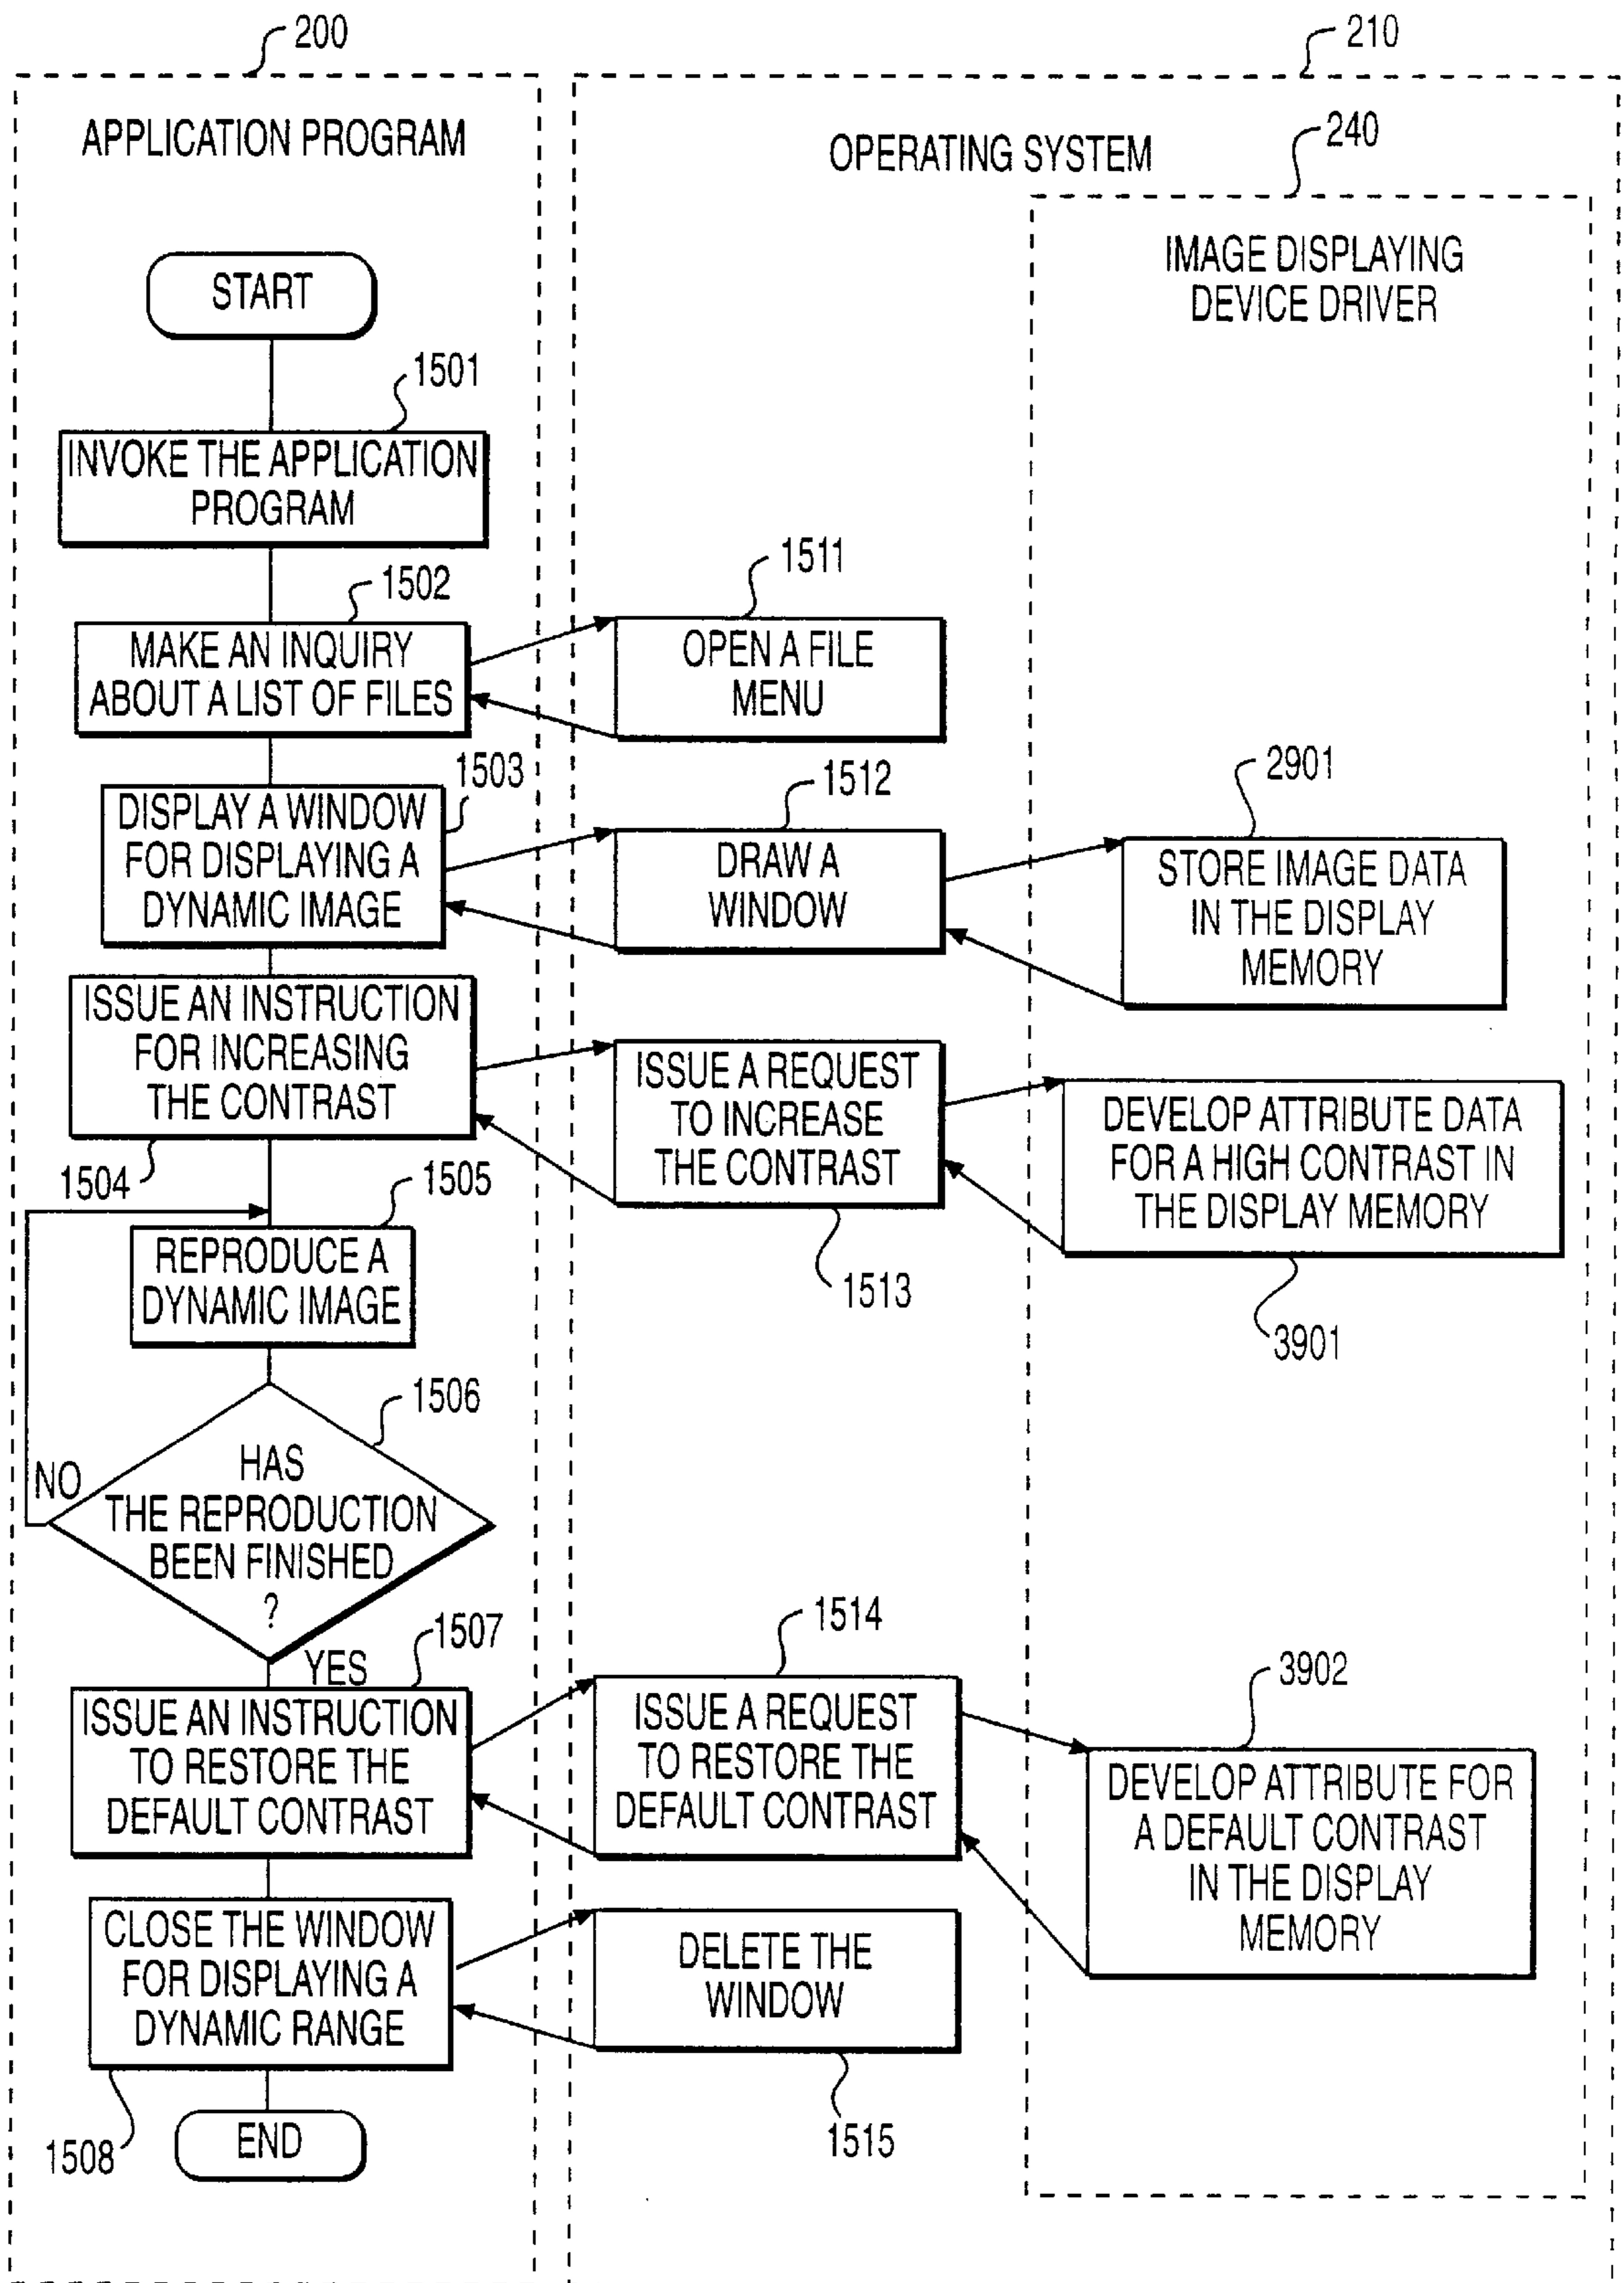 200
210
APPLICATION PROGRAM
OPERATING SYSTEM
240
IMAGE DISPLAYING
DEVICE DRIVER
START
1501
INVOKE THE APPLICATION
PROGRAM
1502
MAKE AN INQUIRY
ABOUT A LIST OF FILES
1511
OPEN A FILE
MENU
1503
DISPLAY A WINDOW
FOR DISPLAYING A
DYNAMIC IMAGE
1512
DRAW A
WINDOW
2901
STORE IMAGE DATA
IN THE DISPLAY
MEMORY
ISSUE AN INSTRUCTION
FOR INCREASING
THE CONTRAST
1504
ISSUE A REQUEST
TO INCREASE
THE CONTRAST
1513
DEVELOP ATTRIBUTE DATA
FOR A HIGH CONTRAST IN
THE DISPLAY MEMORY
3901
1505
REPRODUCE A
DYNAMIC IMAGE
1506
HAS
THE REPRODUCTION
BEEN FINISHED
?
NO
YES
1507
ISSUE AN INSTRUCTION
TO RESTORE THE
DEFAULT CONTRAST
1514
ISSUE A REQUEST
TO RESTORE THE
DEFAULT CONTRAST
3902
DEVELOP ATTRIBUTE FOR
A DEFAULT CONTRAST
IN THE DISPLAY
MEMORY
CLOSE THE WINDOW
FOR DISPLAYING A
DYNAMIC RANGE
1508
DELETE THE
WINDOW
1515
END